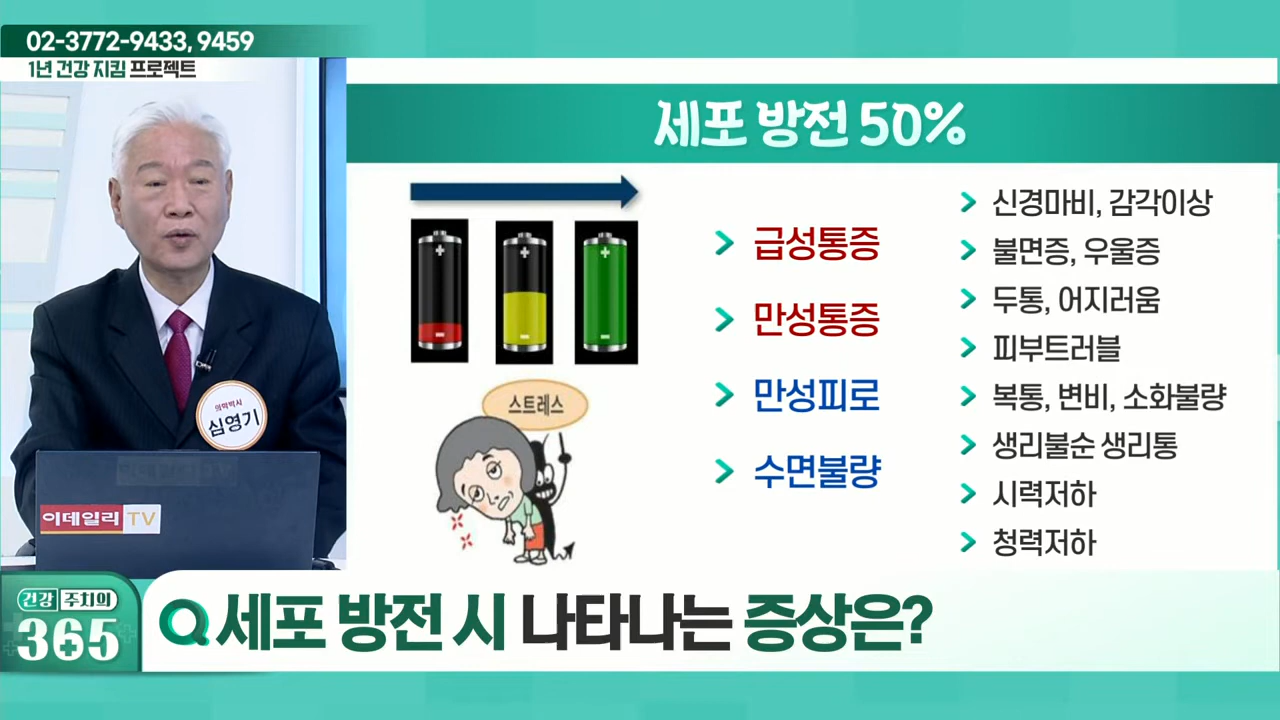 02-3772-9433, 9459
1년 건강 지킴 프로젝트
세포 방전 50%
급성통증
만성통증
만성피로
수면불량
신경마비, 감각이상
불면증, 우울증
두통, 어지러움
피부트러블
복통, 변비, 소화불량
생리불순 생리통
시력저하
청력저하
스트레스
의학박사
심영기
이데일리 TV
건강 주치의
365
Q 세포 방전 시 나타나는 증상은?